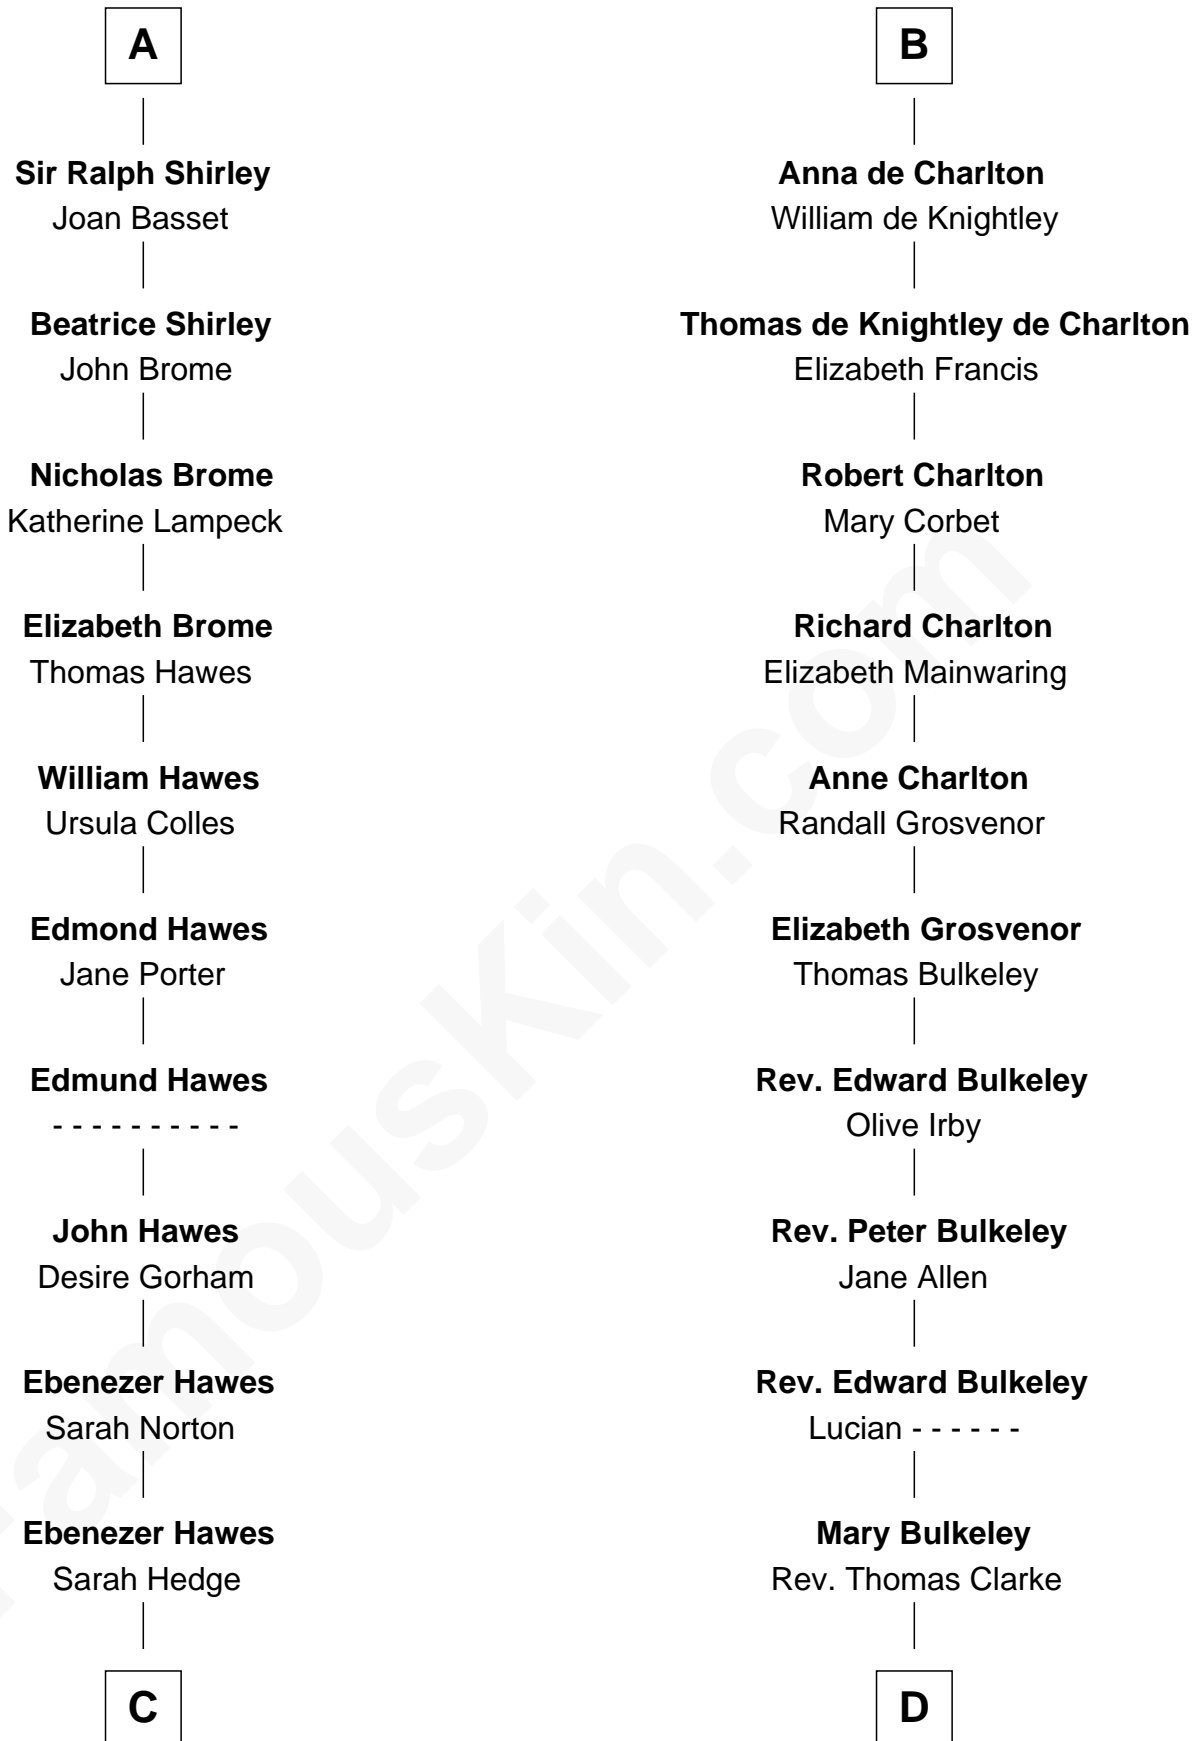 A
Sir Ralph Shirley
Joan Basset
Beatrice Shirley
John Brome
Nicholas Brome
Katherine Lampeck
Elizabeth Brome
Thomas Hawes
William Hawes
Ursula Colles
Edmond Hawes
Jane Porter
Edmund Hawes
- - - - - - - - - -
John Hawes
Desire Gorham
Ebenezer Hawes
Sarah Norton
Ebenezer Hawes
Sarah Hedge
C
B
Anna de Charlton
William de Knightley
Thomas de Knightley de Charlton
Elizabeth Francis
Robert Charlton
Mary Corbet
Richard Charlton
Elizabeth Mainwaring
Anne Charlton
Randall Grosvenor
Elizabeth Grosvenor
Thomas Bulkeley
Rev. Edward Bulkeley
Olive Irby
Rev. Peter Bulkeley
Jane Allen
Rev. Edward Bulkeley
Lucian - - - - - -
Mary Bulkeley
Rev. Thomas Clarke
D
FamousKin.com